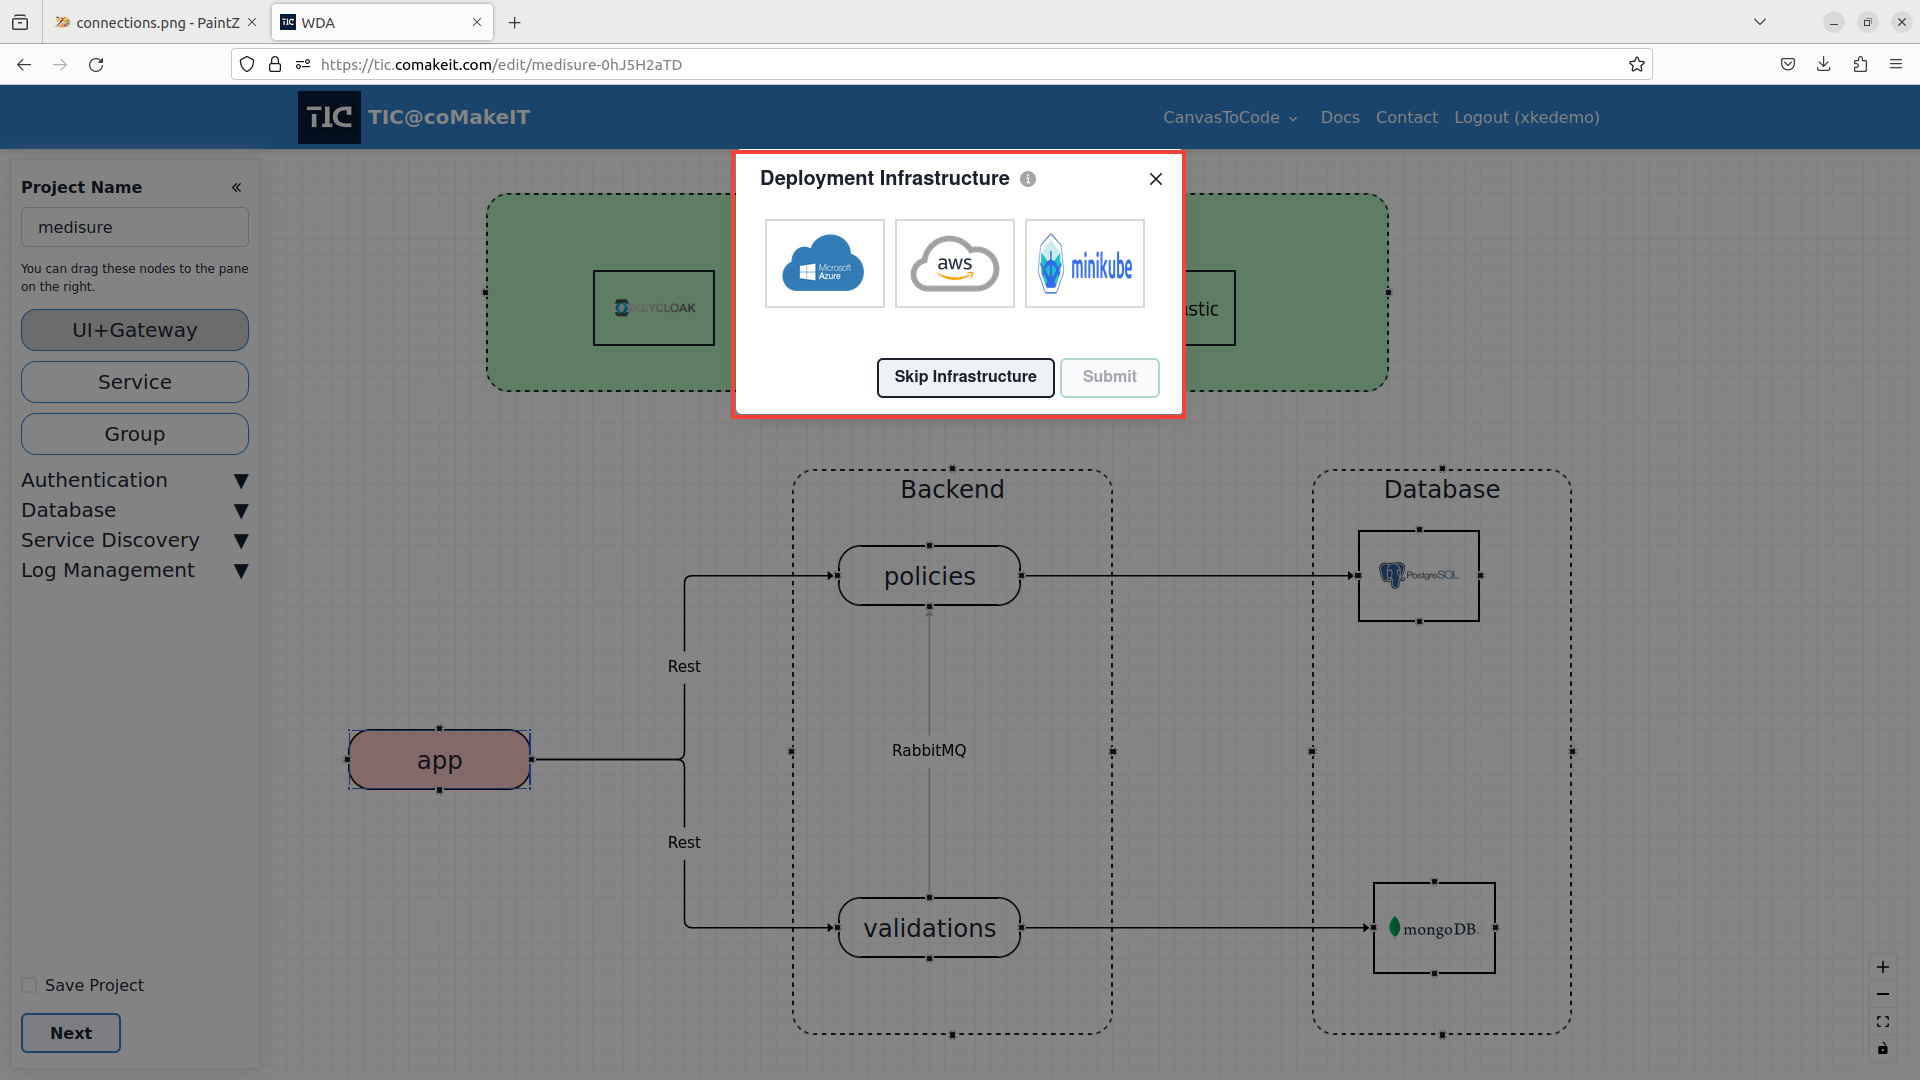 connections.png - PaintZ
TIC WDA
https://tic.comakeit.com/edit/medisure-0hJ5H2aTD
TIC TIC@coMakeIT
CanvasToCode Docs Contact Logout (xkedemo)
Project Name
medisure
You can drag these nodes to the pane
on the right.
UI+Gateway
Service
Group
Authentication
Database
Service Discovery
Log Management
Save Project
Next
Deployment Infrastructure
Microsoft
Azure
aws
minikube
Skip Infrastructure
Submit
KEYCLOAK
stic
Backend
Database
policies
PostgreSQL
Rest
RabbitMQ
app
Rest
validations
mongoDB.